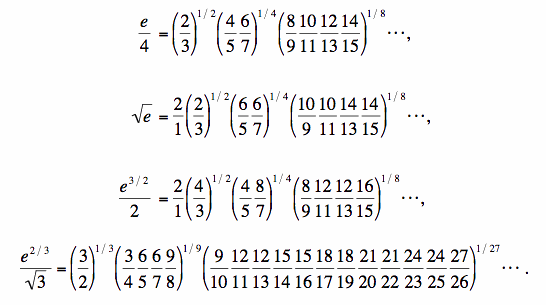 e/4 = (2/3)^{1/2} (4/5 6/7)^{1/4} (8/9 10/11 12/13 14/15)^{1/8} ⋯,
√e = 2/1 (2/3)^{1/2} (6/5 6/7)^{1/4} (10/9 10/11 14/13 14/15)^{1/8} ⋯,
e^{3/2}/2 = 2/1 (4/3)^{1/2} (4/5 8/7)^{1/4} (8/9 12/11 12/13 16/15)^{1/8} ⋯,
e^{2/3}/√3 = (3/2)^{1/3} (3/4 6/5 6/7 9/8)^{1/9} (9/10 12/11 12/13 15/14 15/16 18/17 18/19 21/20 21/22 24/23 24/25 27/26)^{1/27} ⋯.